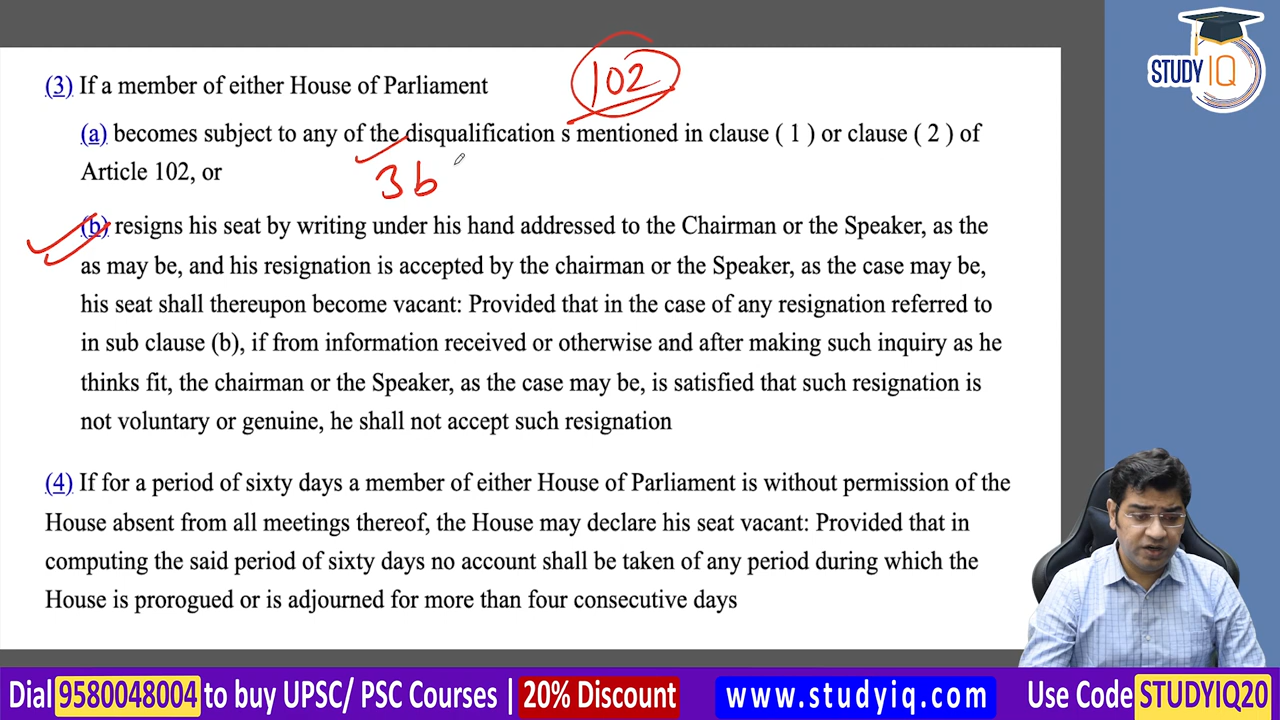 STUDY IQ
102
(3) If a member of either House of Parliament
(a) becomes subject to any of the disqualification s mentioned in clause ( 1 ) or clause ( 2 ) of
Article 102, or
3b
(b) resigns his seat by writing under his hand addressed to the Chairman or the Speaker, as the
as may be, and his resignation is accepted by the chairman or the Speaker, as the case may be,
his seat shall thereupon become vacant: Provided that in the case of any resignation referred to
in sub clause (b), if from information received or otherwise and after making such inquiry as he
thinks fit, the chairman or the Speaker, as the case may be, is satisfied that such resignation is
not voluntary or genuine, he shall not accept such resignation
(4) If for a period of sixty days a member of either House of Parliament is without permission of the
House absent from all meetings thereof, the House may declare his seat vacant: Provided that in
computing the said period of sixty days no account shall be taken of any period during which the
House is prorogued or is adjourned for more than four consecutive days
Dial 9580048004 to buy UPSC/ PSC Courses | 20% Discount www.studyiq.com Use Code STUDYIQ20